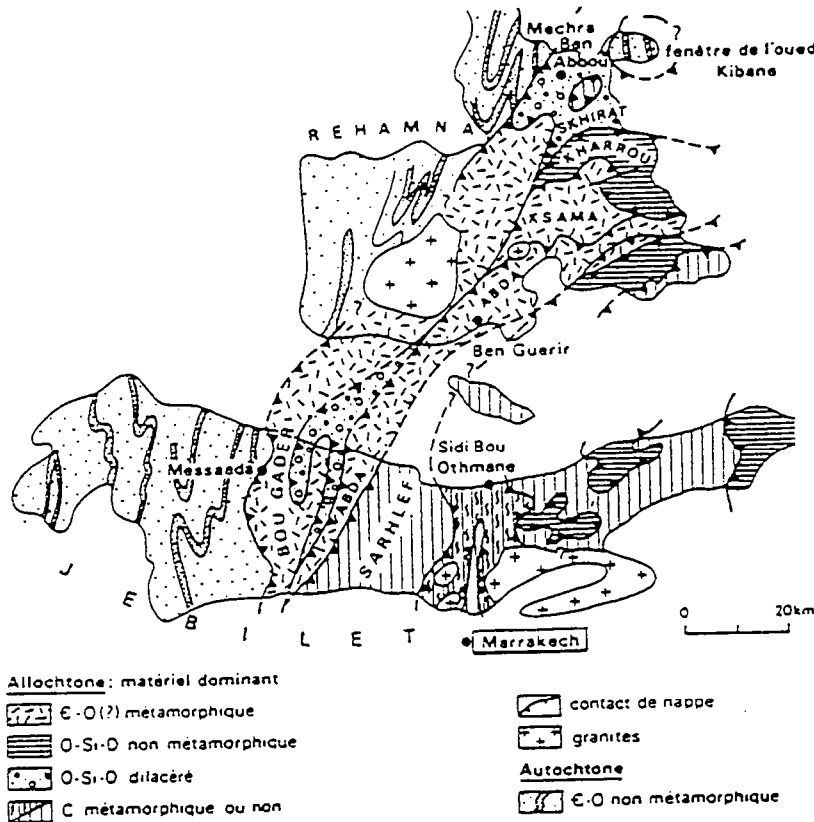 Mechra
Ben
Abbou
?
fenêtre de l'oued
Kibane
REHAMNA
SKHIRAT
KHARROU
KSAMA
ABDA
?
Ben Guerir
?
Sidi Bou
Othmane
Messaeda
BOU GADER
ABDA
SARHLEF
JEBILET
Marrakech
0 20km
Allochtone: matériel dominant
Є-O(?) métamorphique
O-Si-D non métamorphique
O-Si-D dilacéré
C métamorphique ou non
contact de nappe
granites
Autochtone
Є-O non métamorphique